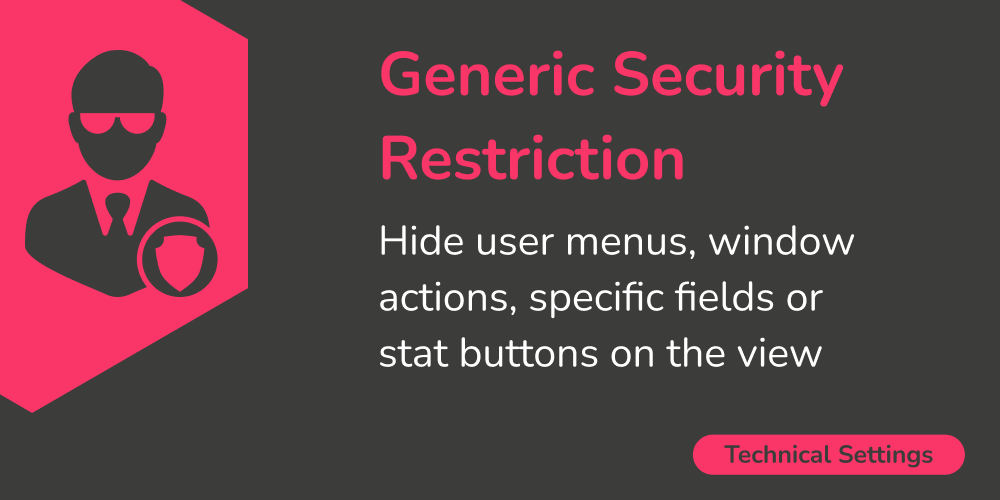 Generic Security
Restriction
Hide user menus, window
actions, specific fields or
stat buttons on the view
Technical Settings